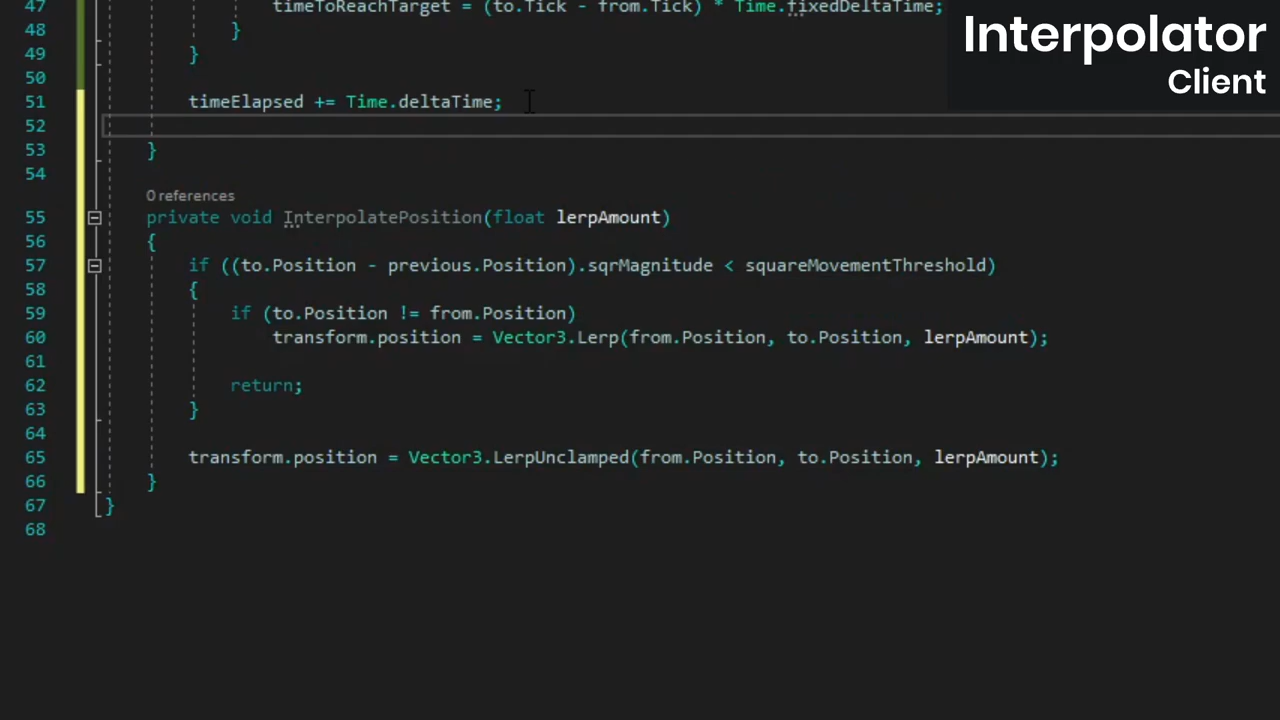 47 timeToReachTarget = (to.Tick - from.Tick) * Time.fixedDeltaTime;
Interpolator
Client
48 }
49 }
50
51 timeElapsed += Time.deltaTime;
52
53 }
54
0 references
55 private void InterpolatePosition(float lerpAmount)
56 {
57 if ((to.Position - previous.Position).sqrMagnitude < squareMovementThreshold)
58 {
59 if (to.Position != from.Position)
60 transform.position = Vector3.Lerp(from.Position, to.Position, lerpAmount);
61
62 return;
63 }
64
65 transform.position = Vector3.LerpUnclamped(from.Position, to.Position, lerpAmount);
66 }
67 }
68